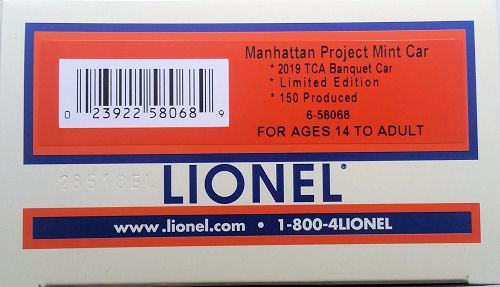 Manhattan Project Mint Car
* 2019 TCA Banquet Car
* Limited Edition
* 150 Produced
6-58068
FOR AGES 14 TO ADULT
0 23922 58068 9
LIONEL®
www.lionel.com • 1-800-4LIONEL